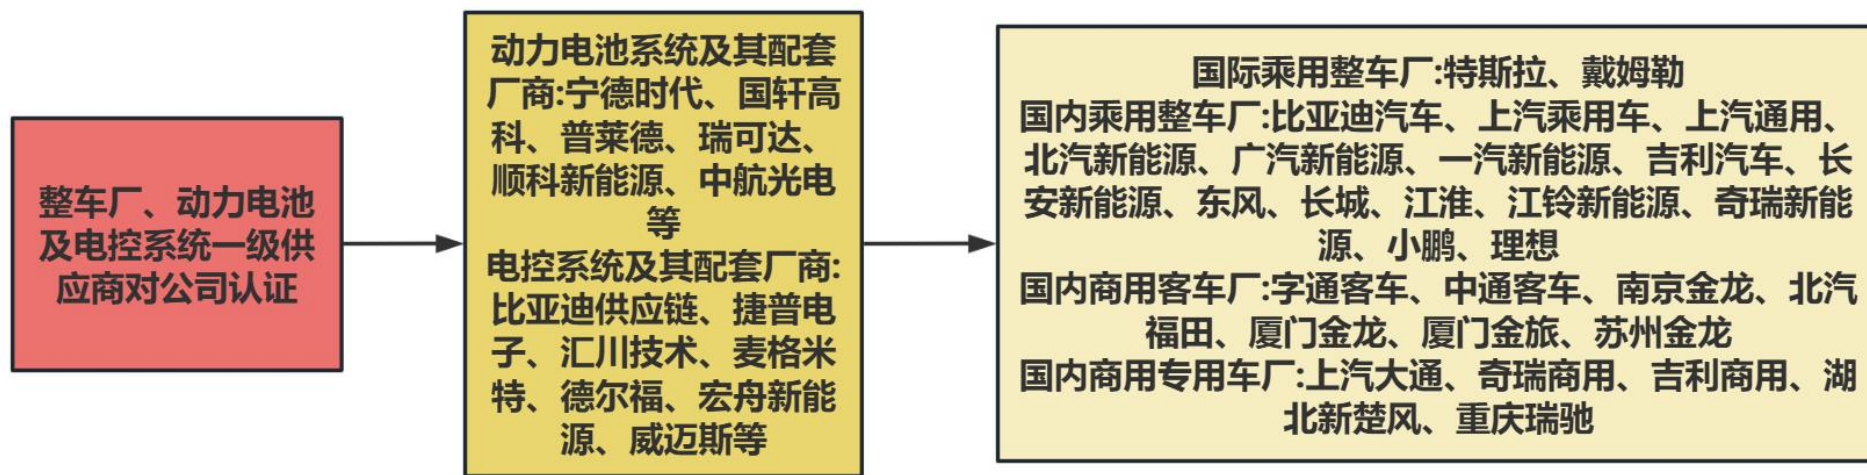 整车厂、动力电池
及电控系统一级供
应商对公司认证
动力电池系统及其配套
厂商:宁德时代、国轩高
科、普莱德、瑞可达、
顺科新能源、中航光电
等
电控系统及其配套厂商:
比亚迪供应链、捷普电
子、汇川技术、麦格米
特、德尔福、宏舟新能
源、威迈斯等
国际乘用整车厂:特斯拉、戴姆勒
国内乘用整车厂:比亚迪汽车、上汽乘用车、上汽通用、
北汽新能源、广汽新能源、一汽新能源、吉利汽车、长
安新能源、东风、长城、江淮、江铃新能源、奇瑞新能
源、小鹏、理想
国内商用客车厂:字通客车、中通客车、南京金龙、北汽
福田、厦门金龙、厦门金旅、苏州金龙
国内商用专用车厂:上汽大通、奇瑞商用、吉利商用、湖
北新楚风、重庆瑞驰